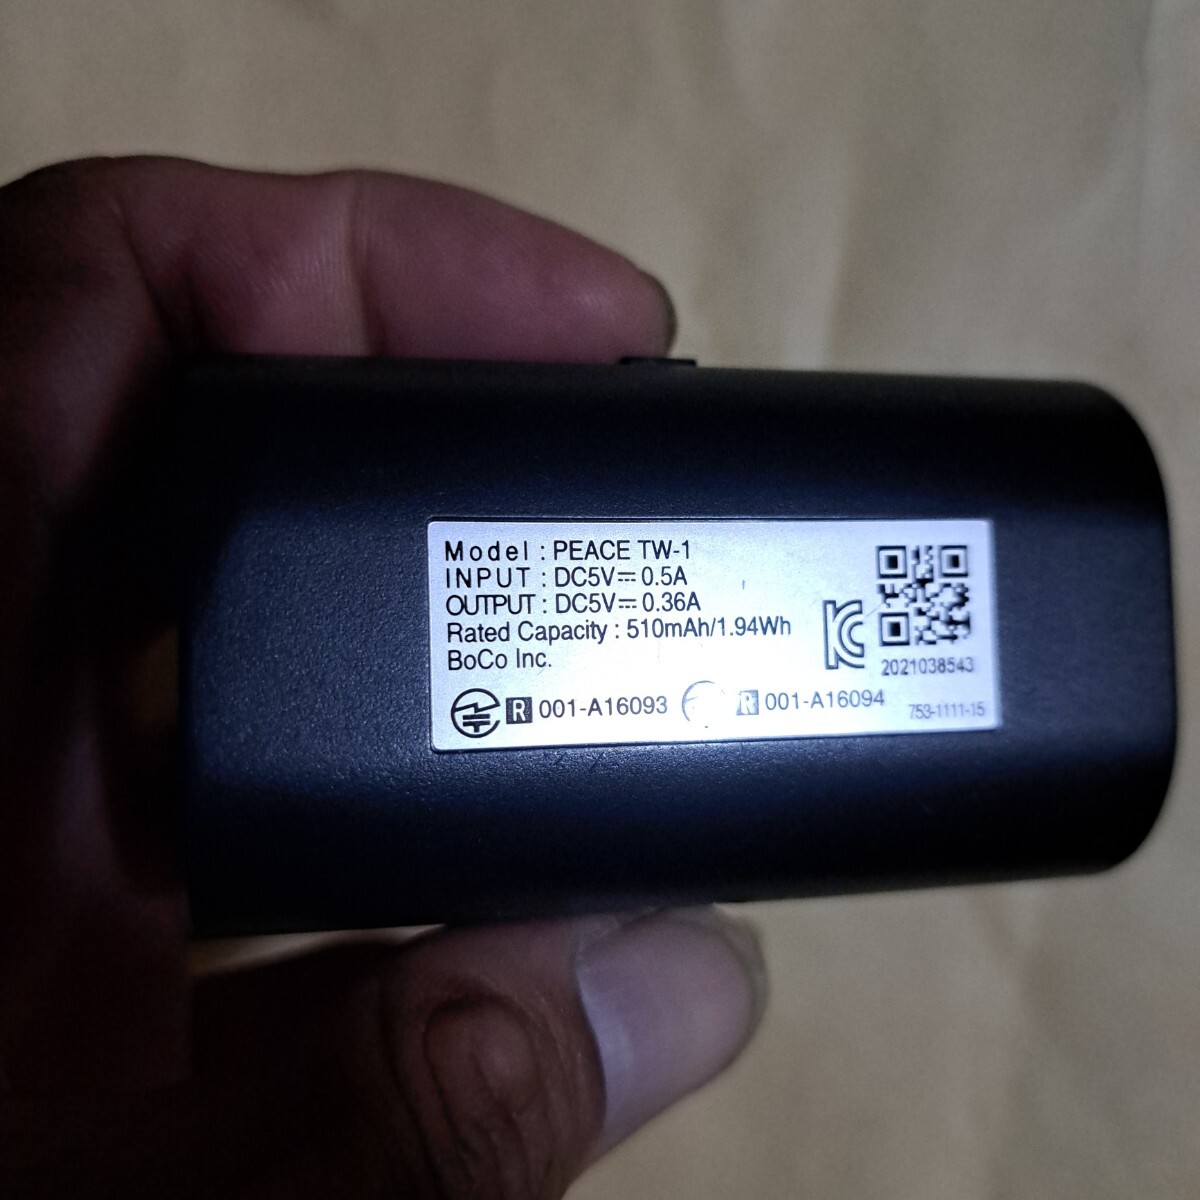 Model : PEACE TW-1
INPUT : DC5V⎓0.5A
OUTPUT : DC5V⎓0.36A
Rated Capacity : 510mAh/1.94Wh
BoCo Inc.
2021038543
R 001-A16093 R 001-A16094 753-1111-15